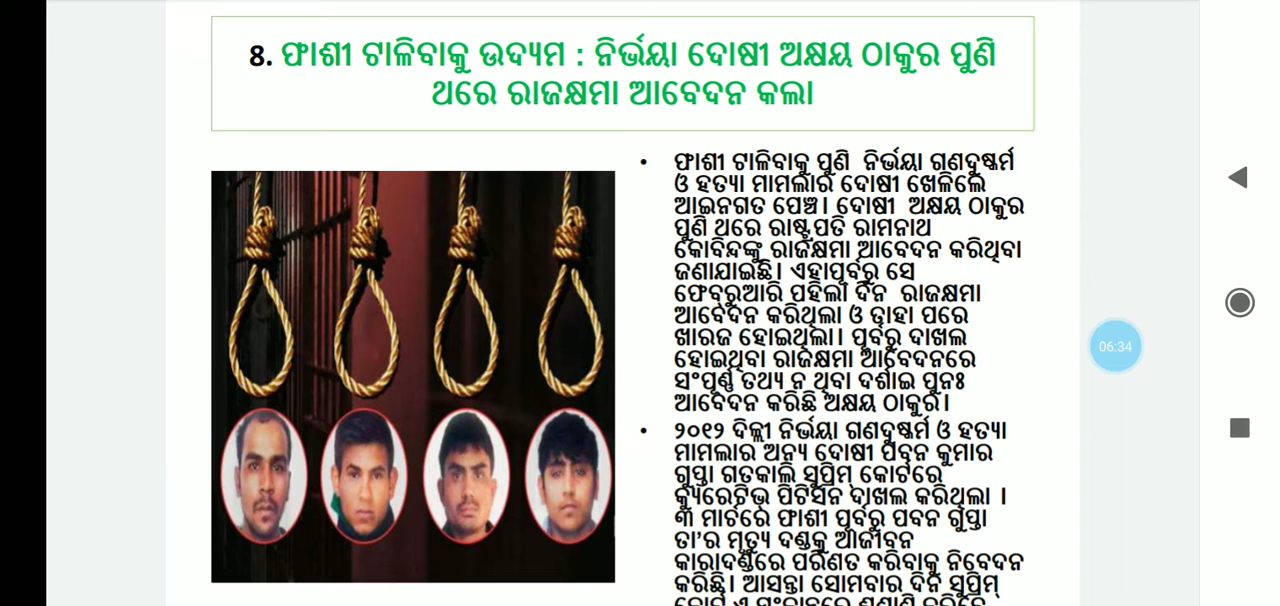 8. ଫାଶୀ ଟାଳିବାକୁ ଉଦ୍ୟମ : ନିର୍ଭୟା ଦୋଷୀ ଅକ୍ଷୟ ଠାକୁର ପୁଣି
ଥରେ ରାଜକ୍ଷମା ଆବେଦନ କଲା
• ଫାଶୀ ଟାଳିବାକୁ ପୁଣି ନିର୍ଭୟା ଗଣଦୁଷ୍କର୍ମ
ଓ ହତ୍ୟା ମାମଲାର ଦୋଷୀ ଖେଳିଲେ
ଆଇନଗତ ପେଞ୍ଚ। ଦୋଷୀ ଅକ୍ଷୟ ଠାକୁର
ପୁଣି ଥରେ ରାଷ୍ଟ୍ରପତି ରାମନାଥ
କୋବିନ୍ଦଙ୍କୁ ରାଜକ୍ଷମା ଆବେଦନ କରିଥିବା
ଜଣାଯାଇଛି। ଏହାପୂର୍ବରୁ ସେ
ଫେବୃରୁଆରି ପହିଲା ଦିନ ରାଜକ୍ଷମା
ଆବେଦନ କରିଥିଲା ଓ ତାହା ପରେ
ଖାରଜ ହୋଇଥିଲା। ପୂର୍ବରୁ ଦାଖଲ
ହୋଇଥିବା ରାଜକ୍ଷମା ଆବେଦନରେ
ସଂପୂର୍ଣ୍ଣ ତଥ୍ୟ ନ ଥିବା ଦର୍ଶାଇ ପୁନଃ
ଆବେଦନ କରିଛି ଅକ୍ଷୟ ଠାକୁର।
• ୨୦୧୨ ଦିଲ୍ଲୀ ନିର୍ଭୟା ଗଣଦୁଷ୍କର୍ମ ଓ ହତ୍ୟା
ମାମଲାର ଅନ୍ୟ ଦୋଷୀ ପବନ କୁମାର
ଗୁପ୍ତା ଗତକାଲି ସୁପ୍ରିମ୍ କୋର୍ଟରେ
କ୍ୟୁରେଟିଭ୍ ପିଟିସନ ଦାଖଲ କରିଥିଲା ।
୩ ମାର୍ଚରେ ଫାଶୀ ପୂର୍ବରୁ ପବନ ଗୁପ୍ତା
ତା'ର ମୃତ୍ୟୁ ଦଣ୍ଡକୁ ଆଜୀବନ
କାରାଦଣ୍ଡରେ ପରିଣତ କରିବାକୁ ନିବେଦନ
କରିଛି। ଆସନ୍ତା ସୋମବାର ଦିନ ସୁପ୍ରିମ୍
06:34